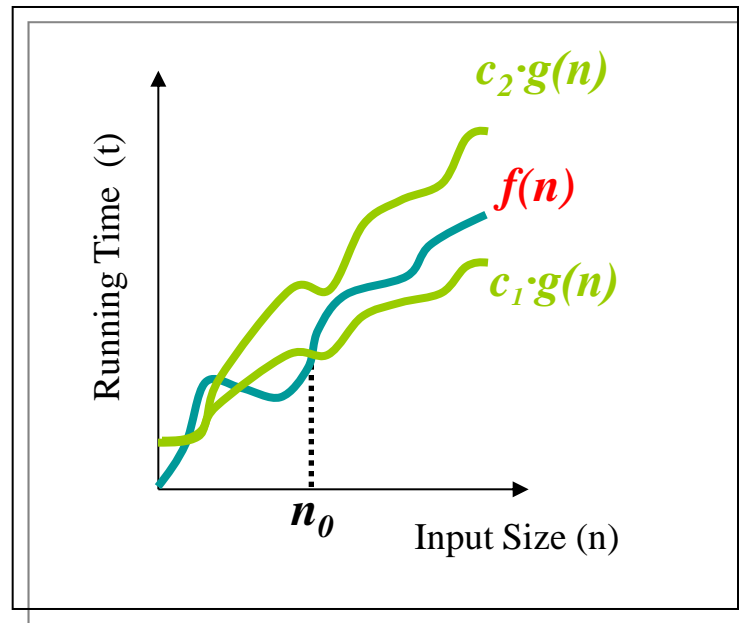 c₂·g(n)
f(n)
c₁·g(n)
Running Time (t)
n₀
Input Size (n)